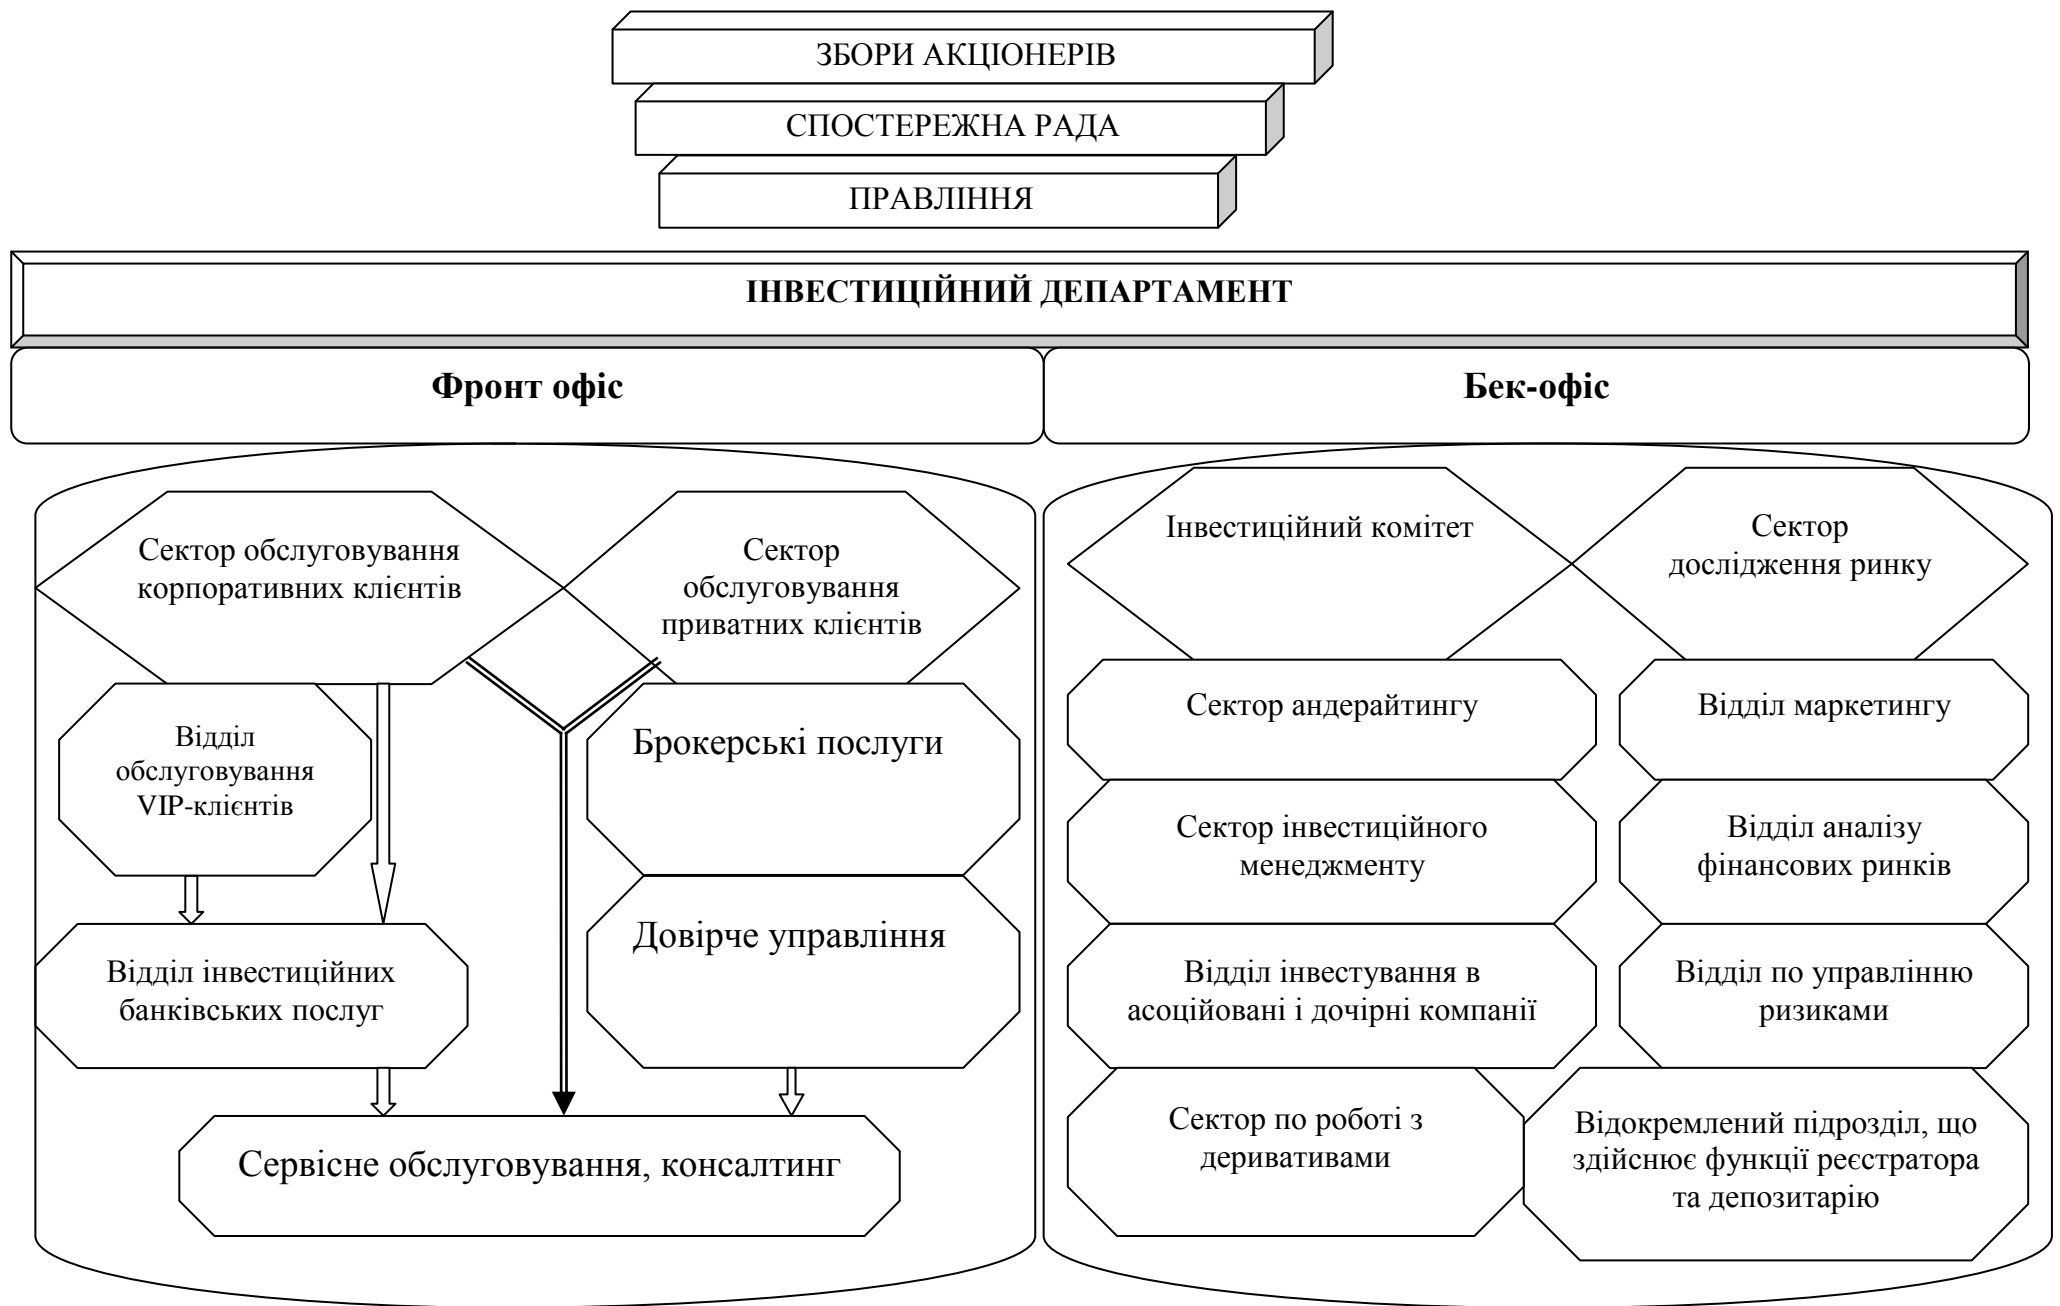 ЗБОРИ АКЦІОНЕРІВ
СПОСТЕРЕЖНА РАДА
ПРАВЛІННЯ
ІНВЕСТИЦІЙНИЙ ДЕПАРТАМЕНТ
Фронт офіс
Бек-офіс
Сектор обслуговування
корпоративних клієнтів
Сектор
обслуговування
приватних клієнтів
Відділ
обслуговування
VIP-клієнтів
Брокерські послуги
Довірче управління
Відділ інвестиційних
банківських послуг
Сервісне обслуговування, консалтинг
Інвестиційний комітет
Сектор
дослідження ринку
Сектор андерайтингу
Відділ маркетингу
Сектор інвестиційного
менеджменту
Відділ аналізу
фінансових ринків
Відділ інвестування в
асоційовані і дочірні компанії
Відділ по управлінню
ризиками
Сектор по роботі з
деривативами
Відокремлений підрозділ, що
здійснює функції реєстратора
та депозитарію